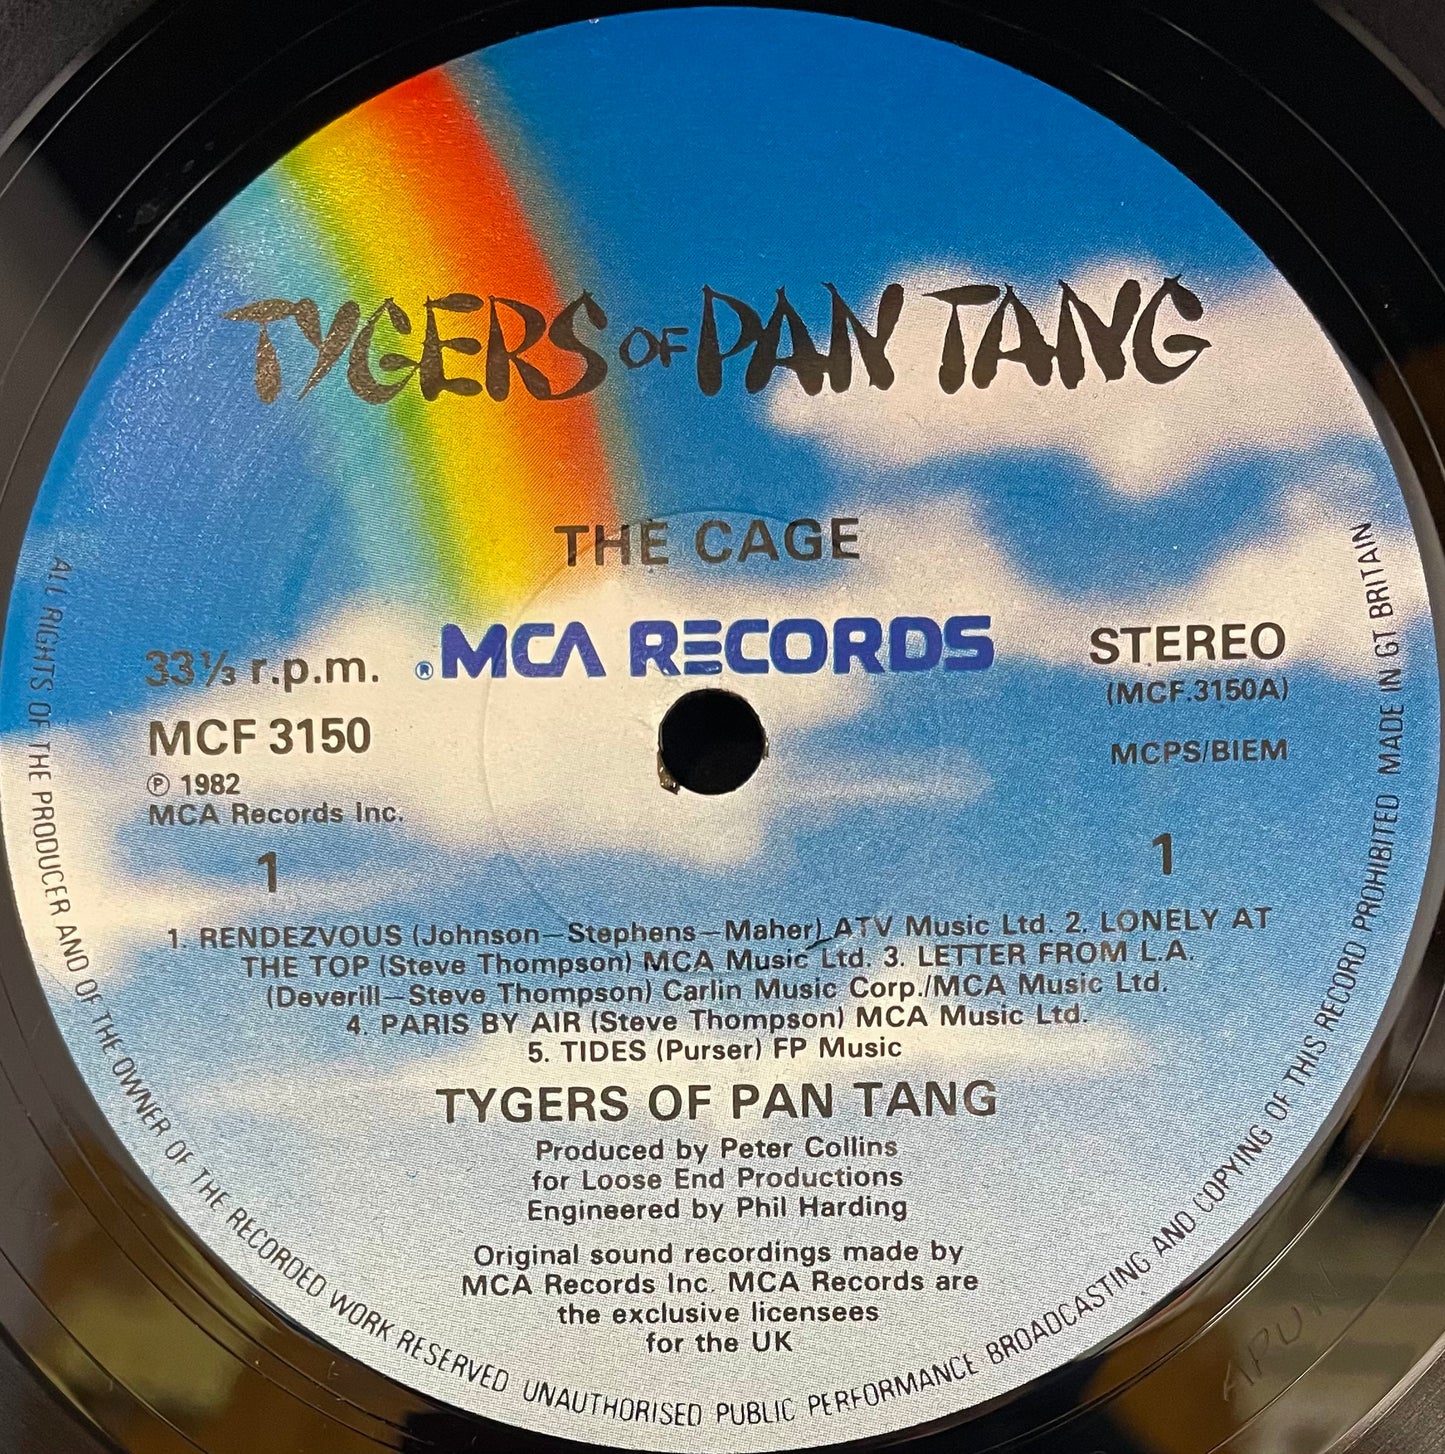 TYGERS OF PAN TANG
THE CAGE
33⅓ r.p.m.
® MCA RECORDS
STEREO
(MCF.3150A)
MCF 3150
MCPS/BIEM
Ⓟ 1982
MCA Records Inc.
1
1
1. RENDEZVOUS (Johnson—Stephens—Maher) ATV Music Ltd. 2. LONELY AT
THE TOP (Steve Thompson) MCA Music Ltd. 3. LETTER FROM L.A.
(Deverill—Steve Thompson) Carlin Music Corp./MCA Music Ltd.
4. PARIS BY AIR (Steve Thompson) MCA Music Ltd.
5. TIDES (Purser) FP Music
TYGERS OF PAN TANG
Produced by Peter Collins
for Loose End Productions
Engineered by Phil Harding
Original sound recordings made by
MCA Records Inc. MCA Records are
the exclusive licensees
for the UK
ALL RIGHTS OF THE PRODUCER AND OF THE OWNER OF THE RECORDED WORK RESERVED UNAUTHORISED PUBLIC PERFORMANCE BROADCASTING AND COPYING OF THIS RECORD PROHIBITED MADE IN GT BRITAIN